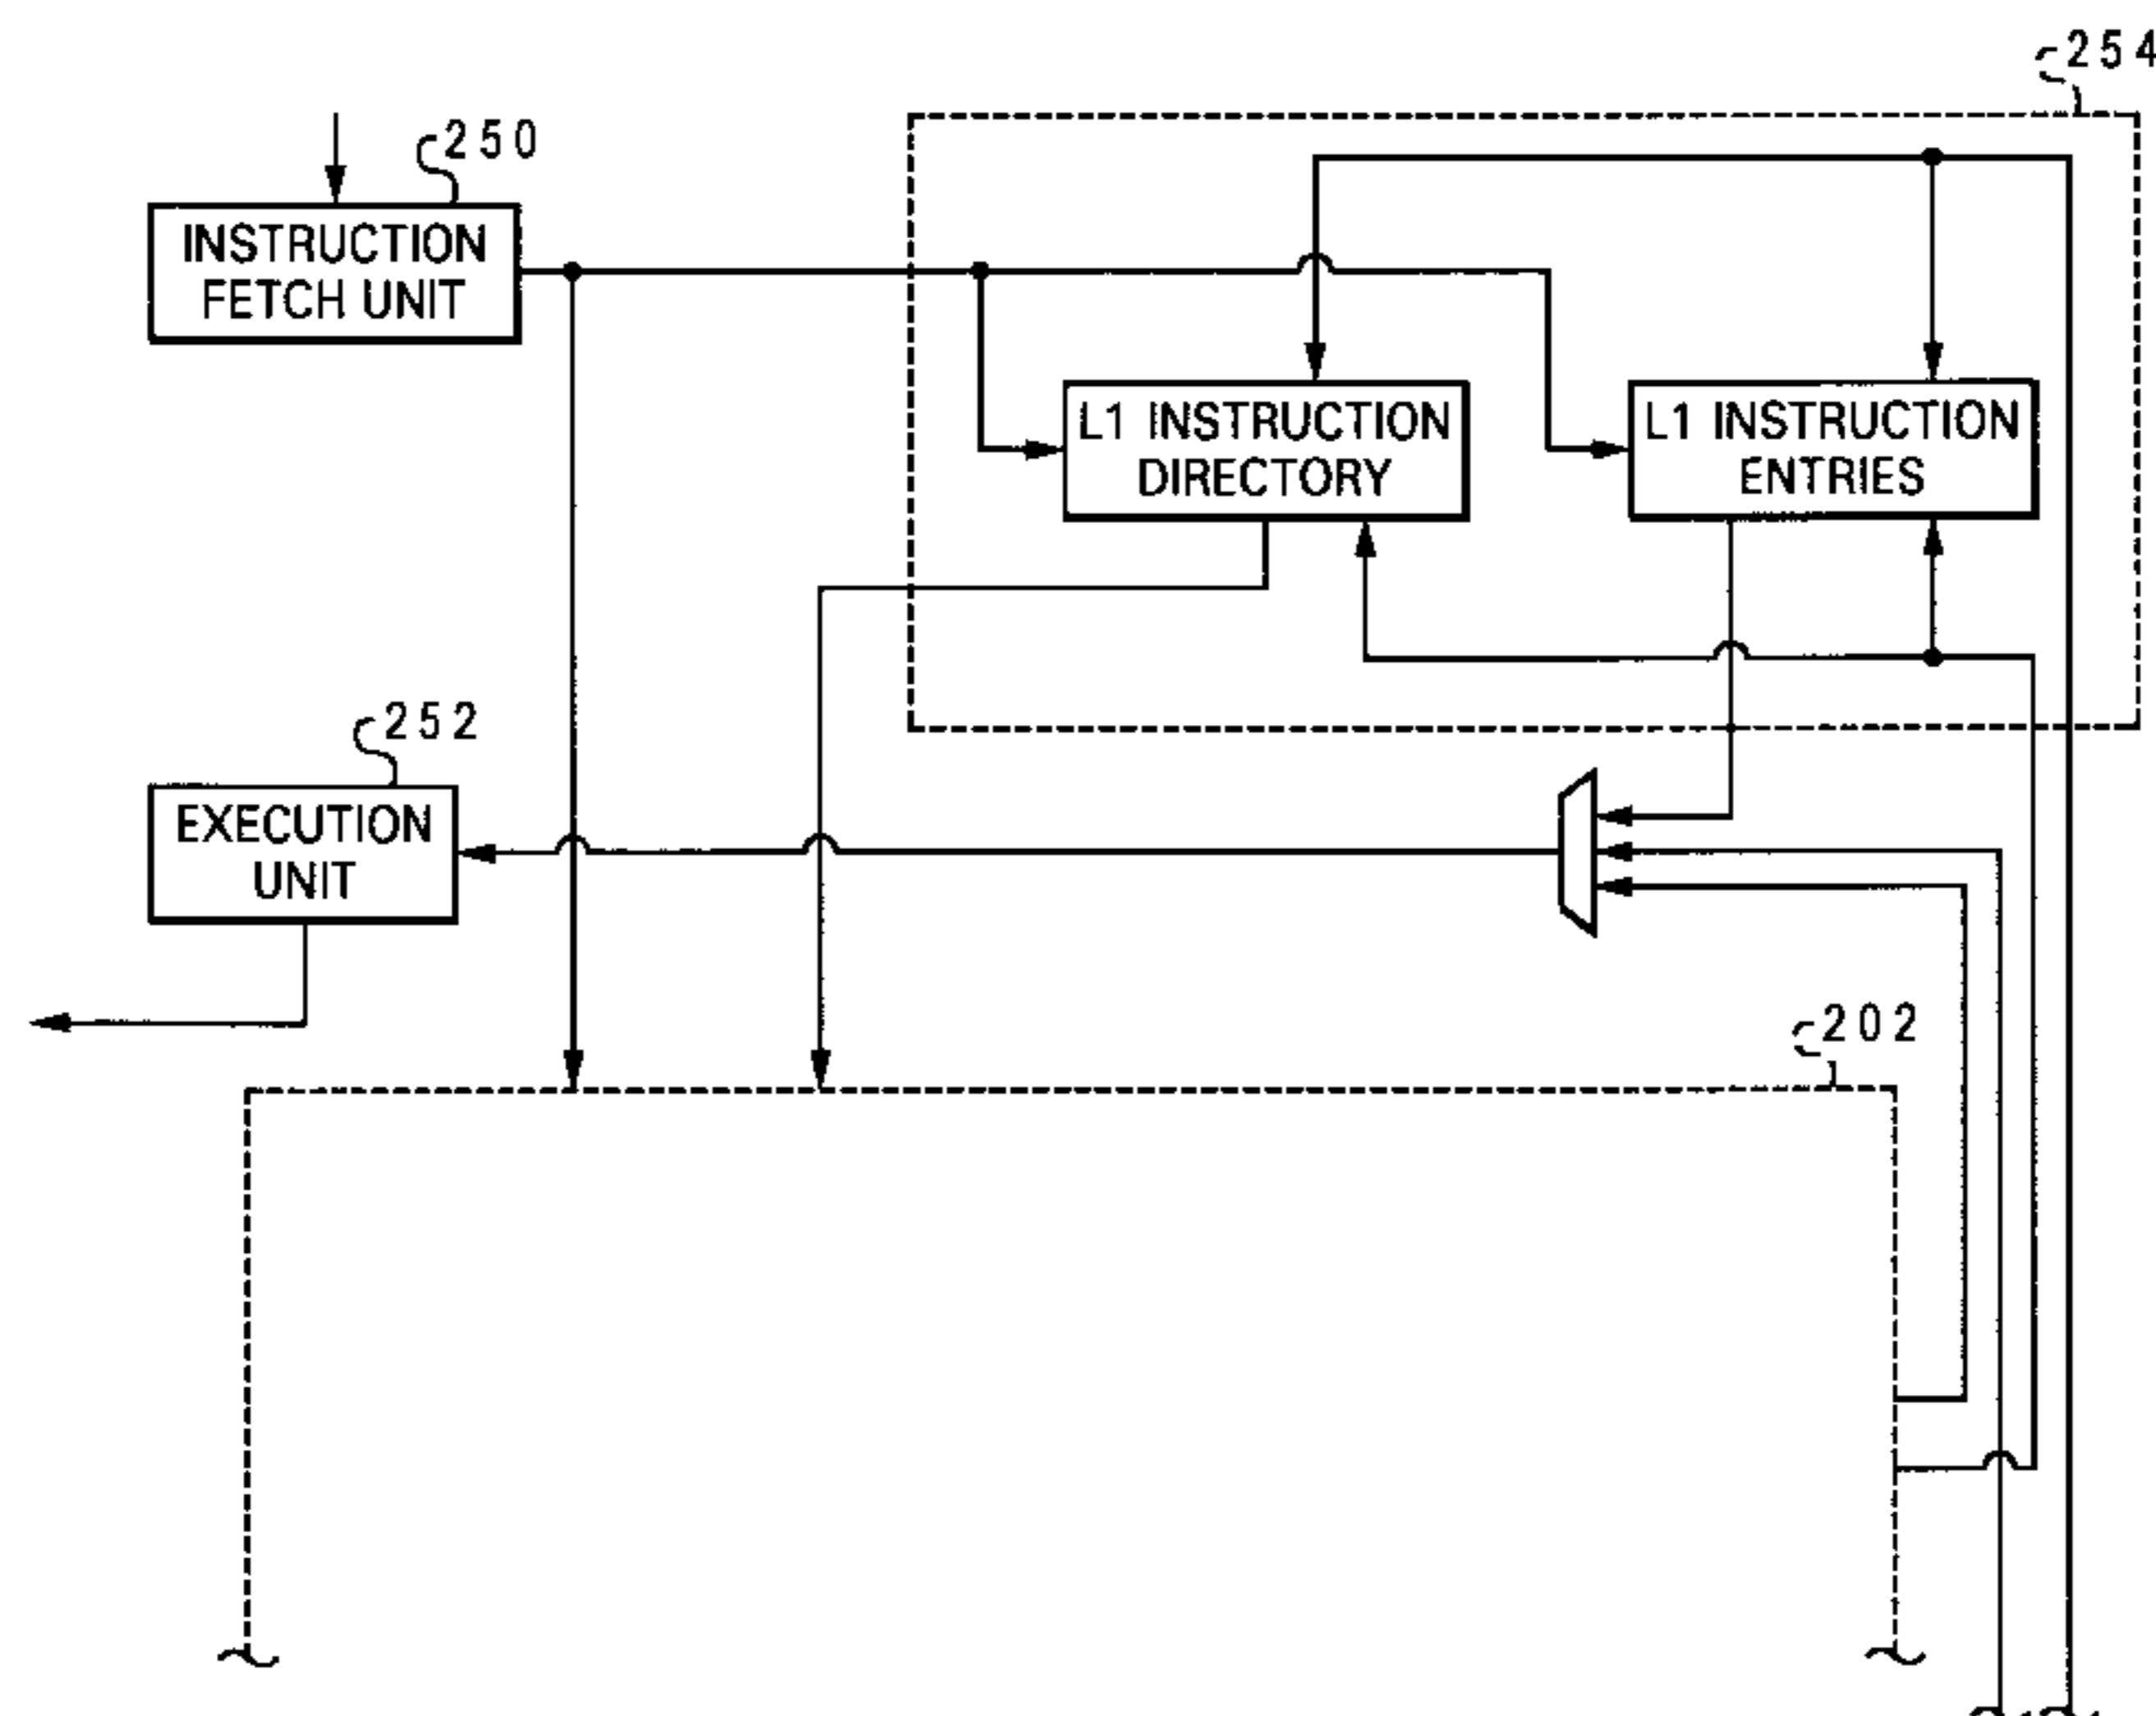 254
250
INSTRUCTION
FETCH UNIT
L1 INSTRUCTION
DIRECTORY
L1 INSTRUCTION
ENTRIES
252
EXECUTION
UNIT
202